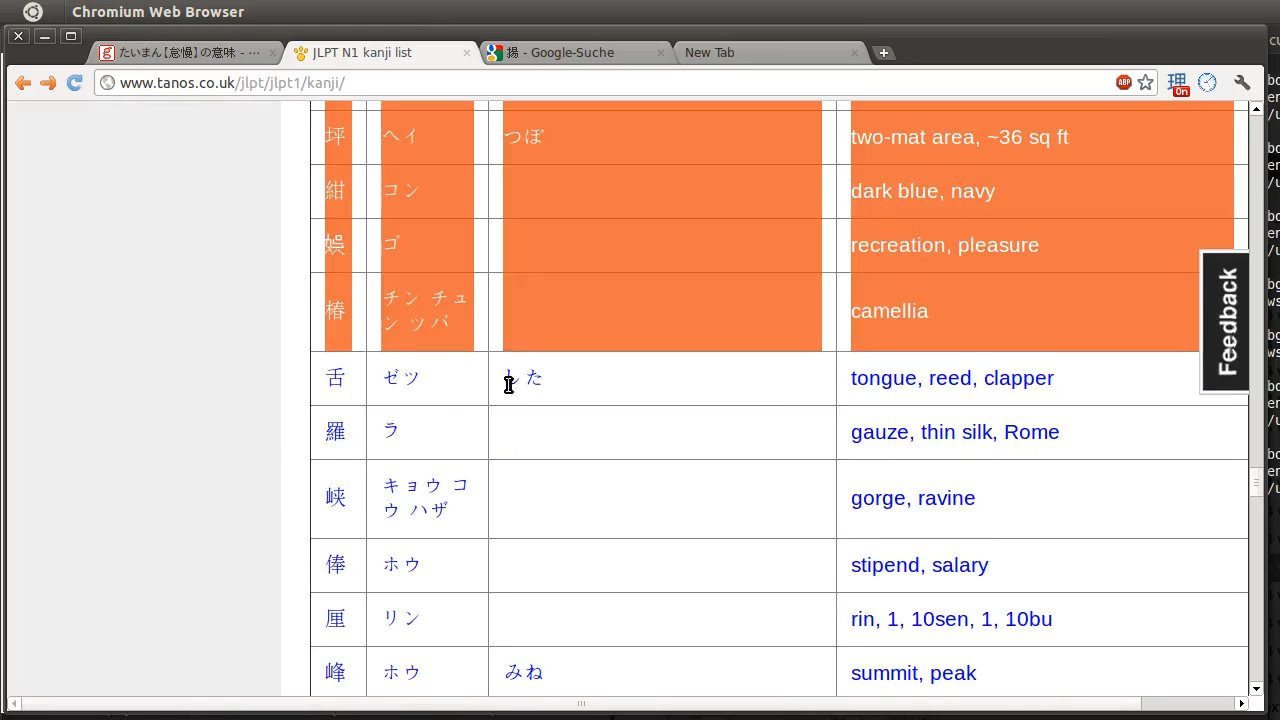 Chromium Web Browser
たいまん【怠慢】の意味 - ···
JLPT N1 kanji list
揚 - Google-Suche
New Tab
www.tanos.co.uk/jlpt/jlpt1/kanji/
ABP
理
On
坪 ヘイ つぼ two-mat area, ~36 sq ft
紺 コン dark blue, navy
娯 ゴ recreation, pleasure
椿 チン チュ
ン ツバ camellia
舌 ゼツ した tongue, reed, clapper
羅 ラ gauze, thin silk, Rome
峡 キョウ コ
ウ ハザ gorge, ravine
俸 ホウ stipend, salary
厘 リン rin, 1, 10sen, 1, 10bu
峰 ホウ みね summit, peak
Feedback